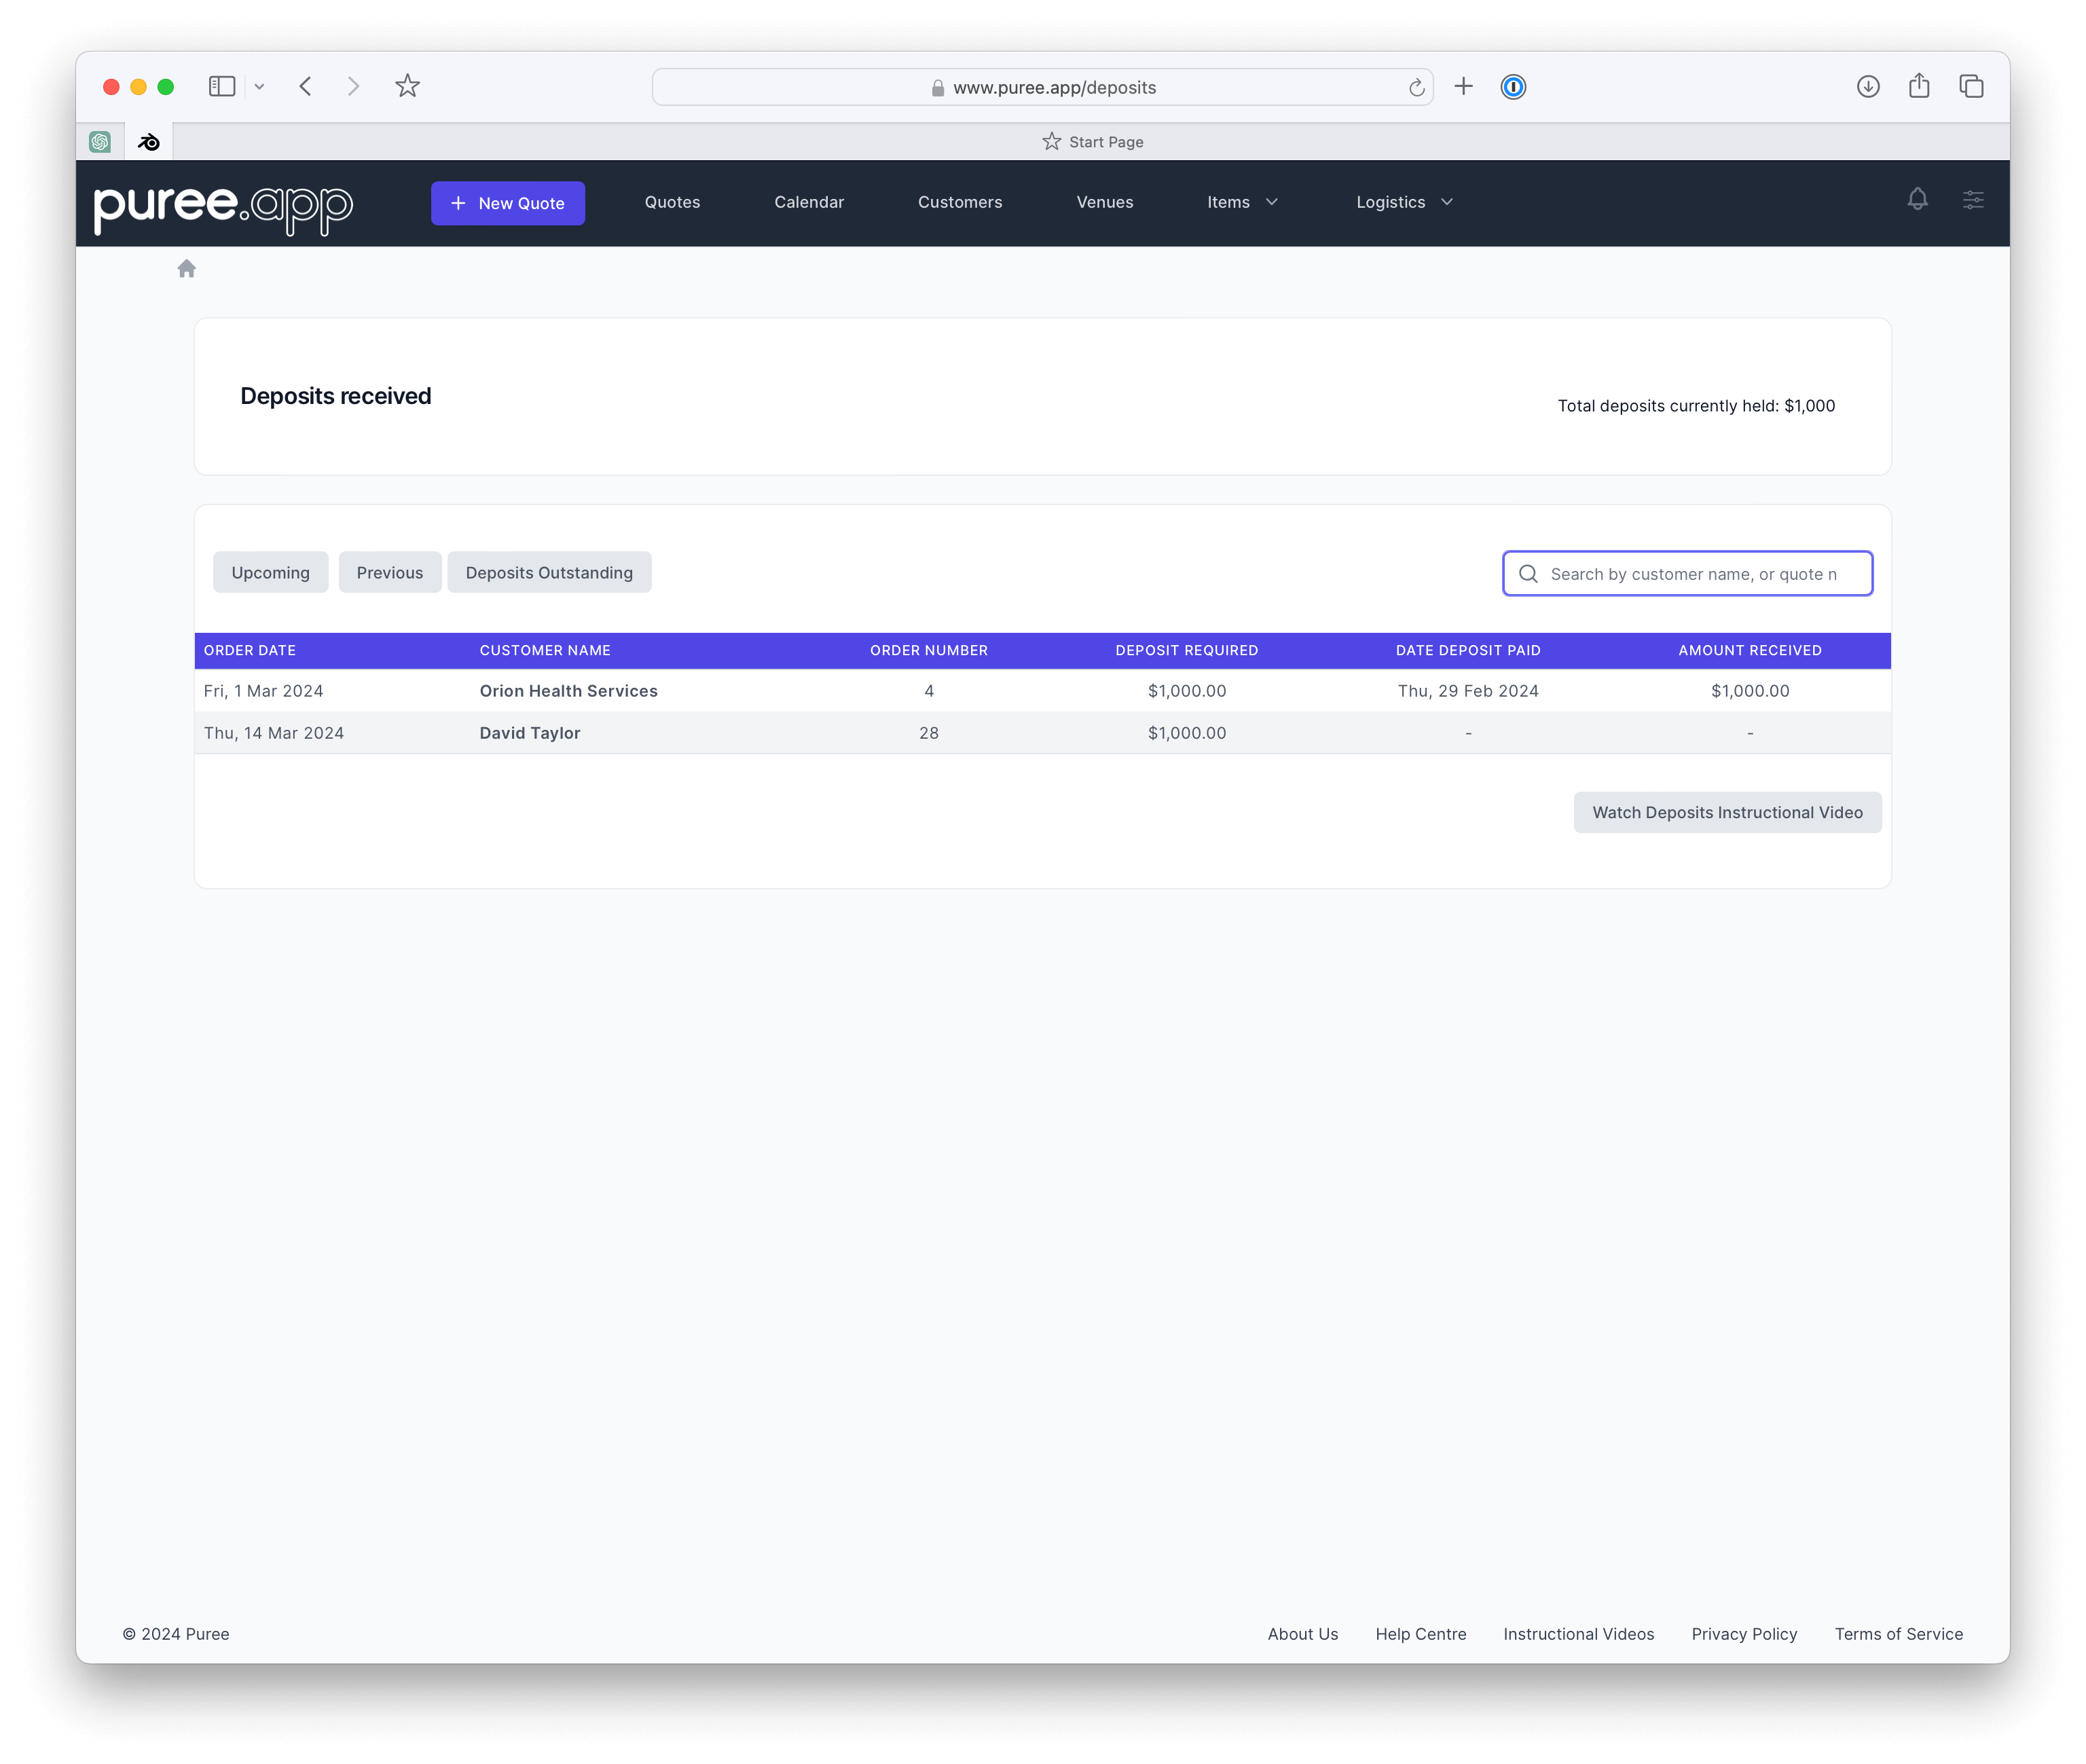 www.puree.app/deposits
Start Page
puree.app
New Quote
Quotes
Calendar
Customers
Venues
Items
Logistics
Deposits received
Total deposits currently held: $1,000
Upcoming
Previous
Deposits Outstanding
Search by customer name, or quote n
ORDER DATE CUSTOMER NAME ORDER NUMBER DEPOSIT REQUIRED DATE DEPOSIT PAID AMOUNT RECEIVED
Fri, 1 Mar 2024 Orion Health Services 4 $1,000.00 Thu, 29 Feb 2024 $1,000.00
Thu, 14 Mar 2024 David Taylor 28 $1,000.00 - -
Watch Deposits Instructional Video
© 2024 Puree
About Us
Help Centre
Instructional Videos
Privacy Policy
Terms of Service